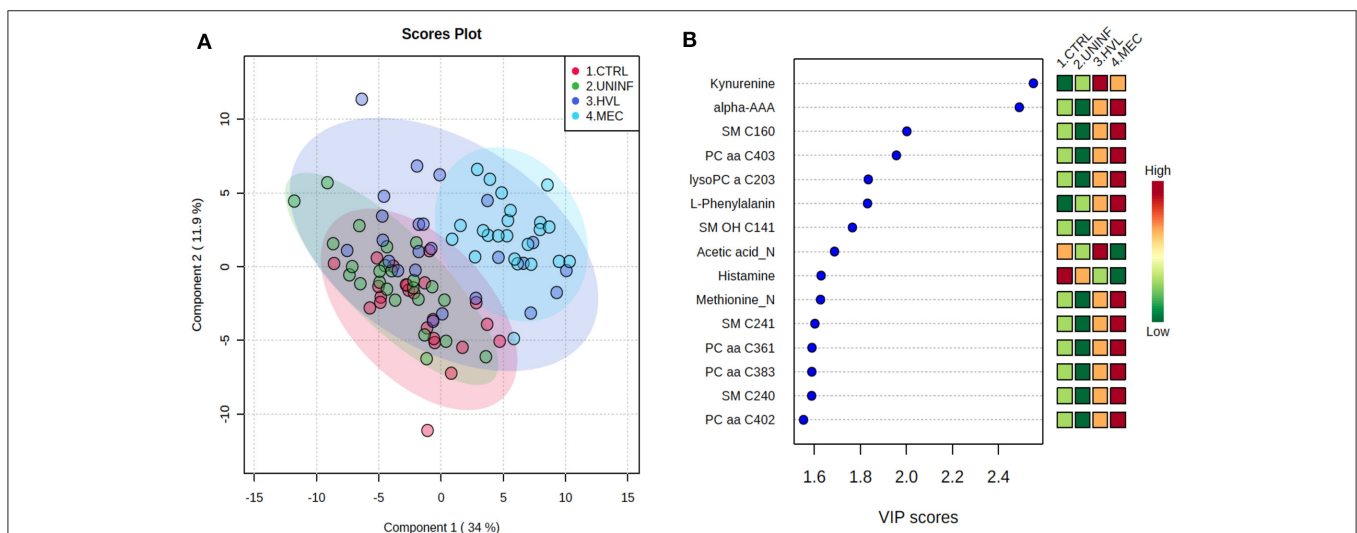 A
Scores Plot
1.CTRL
2.UNINF
3.HVL
4.MEC
Component 2 ( 11.9 %)
10
5
0
-5
-10
-15 -10 -5 0 5 10 15
Component 1 ( 34 %)
B
1.CTRL
2.UNINF
3.HVL
4.MEC
Kynurenine
alpha-AAA
SM C160
PC aa C403
lysoPC a C203
L-Phenylalanin
SM OH C141
Acetic acid_N
Histamine
Methionine_N
SM C241
PC aa C361
PC aa C383
SM C240
PC aa C402
1.6 1.8 2.0 2.2 2.4
VIP scores
High
Low